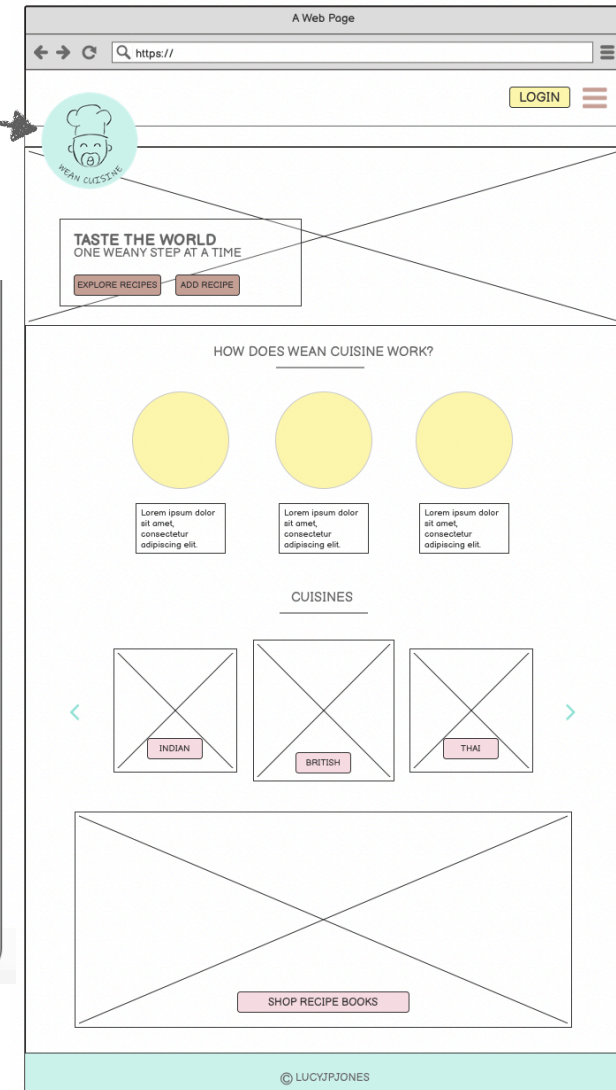 A Web Page
https://
LOGIN
WEAN CUISINE
TASTE THE WORLD
ONE WEANY STEP AT A TIME
EXPLORE RECIPES
ADD RECIPE
HOW DOES WEAN CUISINE WORK?
Lorem ipsum dolor
sit amet,
consectetur
adipiscing elit.
Lorem ipsum dolor
sit amet,
consectetur
adipiscing elit.
Lorem ipsum dolor
sit amet,
consectetur
adipiscing elit.
CUISINES
INDIAN
BRITISH
THAI
SHOP RECIPE BOOKS
© LUCYJPJONES